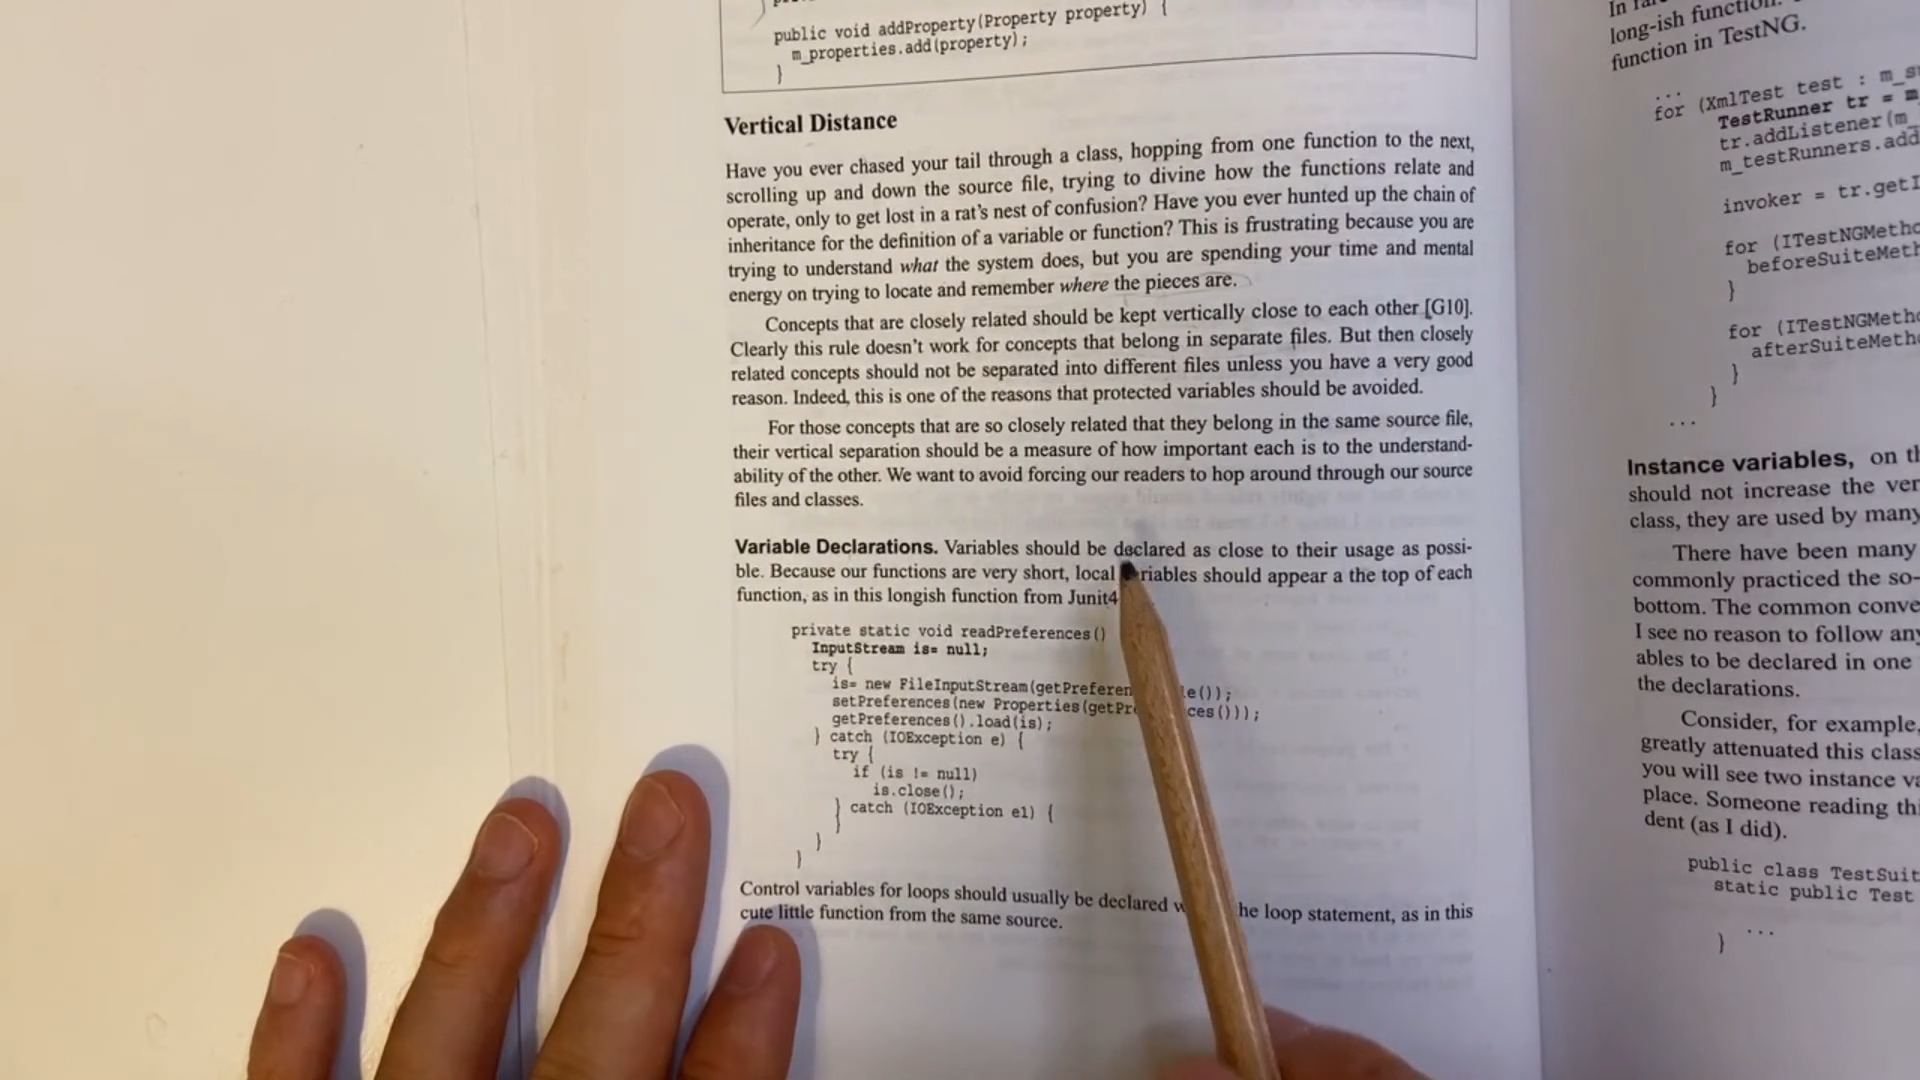 public void addProperty(Property property) {
m_properties.add(property);
}
Vertical Distance
Have you ever chased your tail through a class, hopping from one function to the next,
scrolling up and down the source file, trying to divine how the functions relate and
operate, only to get lost in a rat's nest of confusion? Have you ever hunted up the chain of
inheritance for the definition of a variable or function? This is frustrating because you are
trying to understand what the system does, but you are spending your time and mental
energy on trying to locate and remember where the pieces are.
Concepts that are closely related should be kept vertically close to each other [G10].
Clearly this rule doesn't work for concepts that belong in separate files. But then closely
related concepts should not be separated into different files unless you have a very good
reason. Indeed, this is one of the reasons that protected variables should be avoided.
For those concepts that are so closely related that they belong in the same source file,
their vertical separation should be a measure of how important each is to the understand-
ability of the other. We want to avoid forcing our readers to hop around through our source
files and classes.
Variable Declarations. Variables should be declared as close to their usage as possi-
ble. Because our functions are very short, local riables should appear a the top of each
function, as in this longish function from Junit4
private static void readPreferences()
InputStream is= null;
try {
is= new FileInputStream(getPreferen le());
setPreferences(new Properties(getPr ces()));
getPreferences().load(is);
} catch (IOException e) {
try {
if (is != null)
is.close();
} catch (IOException e1) {
}
}
}
Control variables for loops should usually be declared w he loop statement, as in this
cute little function from the same source.
In
long-ish function.
function in TestNG.
...
for (XmlTest test : m_s
TestRunner tr = m
tr.addListener(m_
m_testRunners.add
invoker = tr.getI
for (ITestNGMetho
beforeSuiteMeth
}
for (ITestNGMetho
afterSuiteMetho
}
}
...
Instance variables, on th
should not increase the ver
class, they are used by many
There have been many
commonly practiced the so-
bottom. The common conve
I see no reason to follow any
ables to be declared in one
the declarations.
Consider, for example,
greatly attenuated this class
you will see two instance va
place. Someone reading thi
dent (as I did).
public class TestSuit
static public Test
...
}